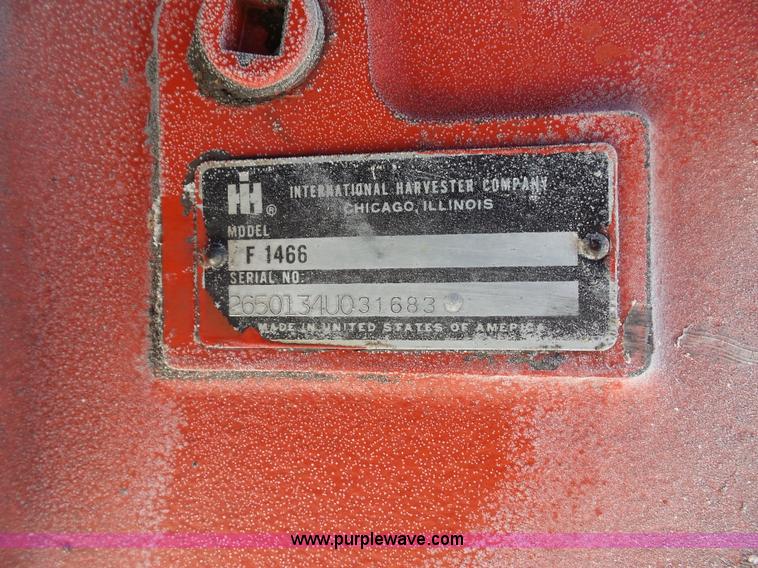 IH ® INTERNATIONAL HARVESTER COMPANY
CHICAGO, ILLINOIS
MODEL
F 1466
SERIAL NO.
2650134U031683
MADE IN UNITED STATES OF AMERICA
www.purplewave.com